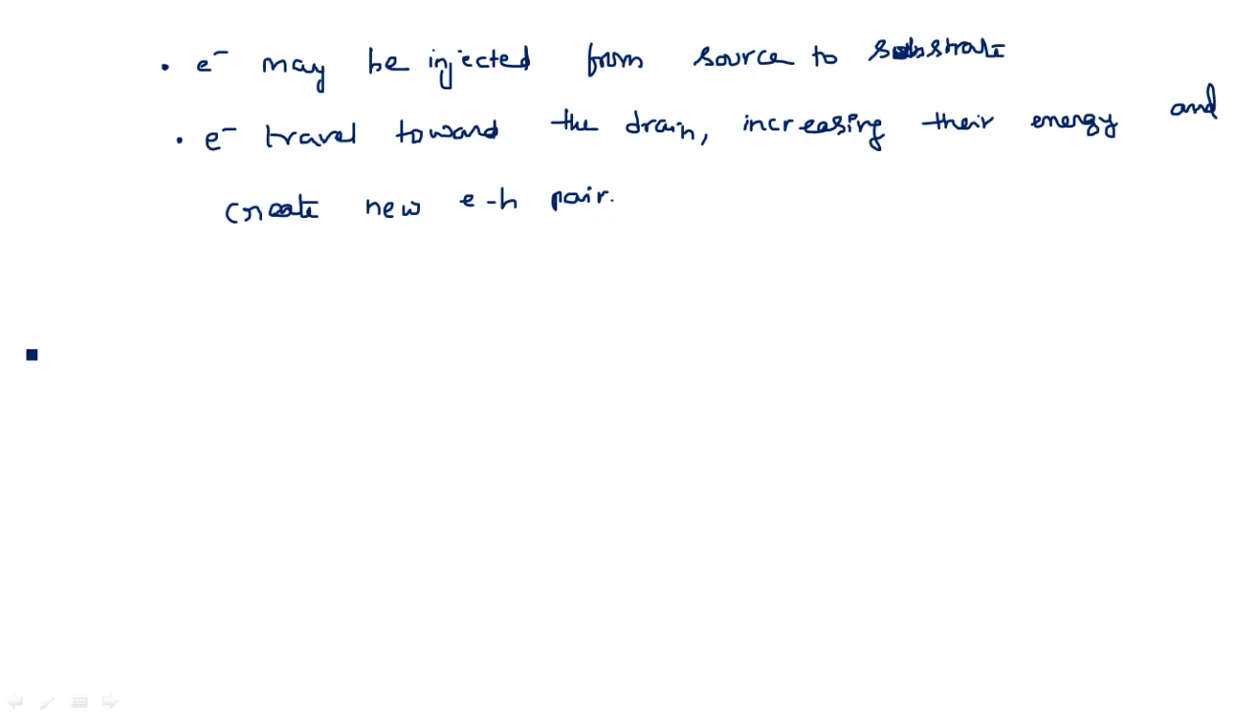 • e⁻ may be injected from source to substrate
• e⁻ travel toward the drain, increasing their energy and
create new e-h pair.